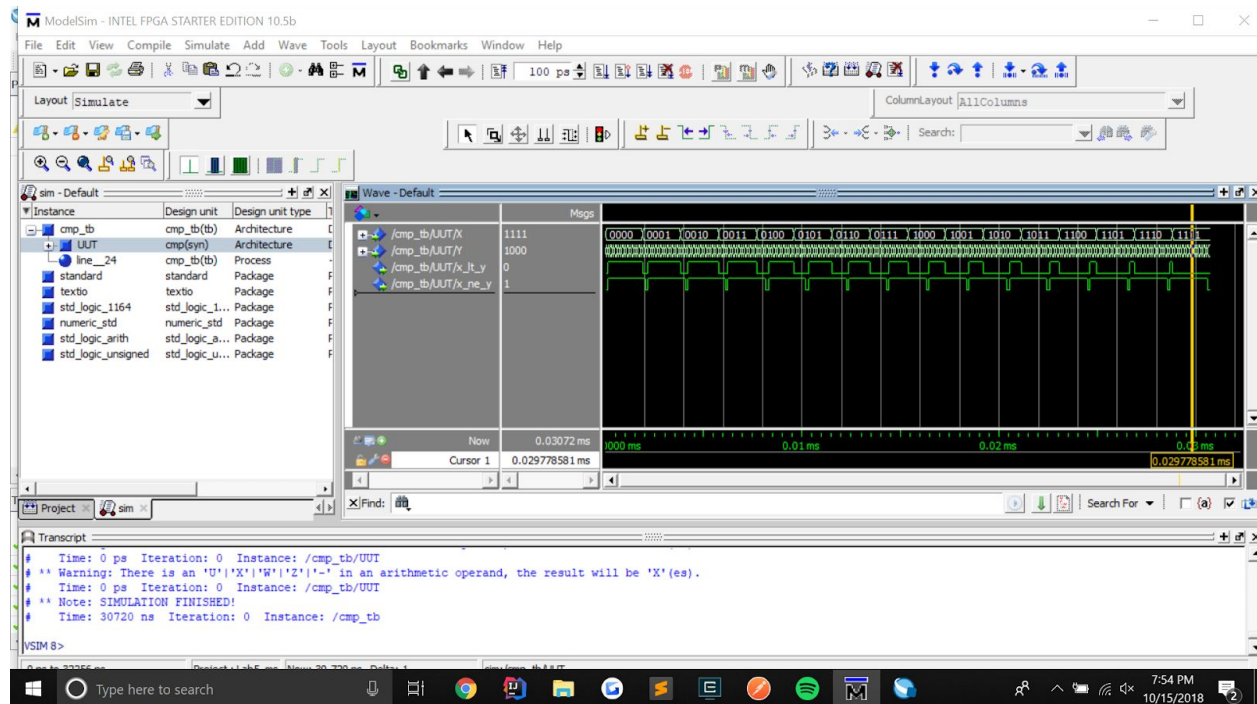 ModelSim - INTEL FPGA STARTER EDITION 10.5b
File Edit View Compile Simulate Add Wave Tools Layout Bookmarks Window Help
100 ps
Layout Simulate
ColumnLayout AllColumns
Search:
sim - Default
Wave - Default
Instance Design unit Design unit type
Msgs
cmp_tb cmp_tb(tb) Architecture
UUT cmp(syn) Architecture
line__24 cmp_tb(tb) Process
standard standard Package
textio textio Package
std_logic_1164 std_logic_1... Package
numeric_std numeric_std Package
std_logic_arith std_logic_a... Package
std_logic_unsigned std_logic_u... Package
/cmp_tb/UUT/X 1111 0000 0001 0010 0011 0100 0101 0110 0111 1000 1001 1010 1011 1100 1101 1110 1111
/cmp_tb/UUT/Y 1000
/cmp_tb/UUT/x_lt_y 0
/cmp_tb/UUT/x_ne_y 1
Now 0.03072 ms 0.01 ms 0.02 ms
Cursor 1 0.029778581 ms 0.029778581 ms
Project sim
Find: Search For {a}
Transcript
# Time: 0 ps Iteration: 0 Instance: /cmp_tb/UUT
# ** Warning: There is an 'U'|'X'|'W'|'Z'|'-' in an arithmetic operand, the result will be 'X'(es).
# Time: 0 ps Iteration: 0 Instance: /cmp_tb/UUT
# ** Note: SIMULATION FINISHED!
# Time: 30720 ns Iteration: 0 Instance: /cmp_tb
VSIM 8>
Type here to search
7:54 PM
10/15/2018
2